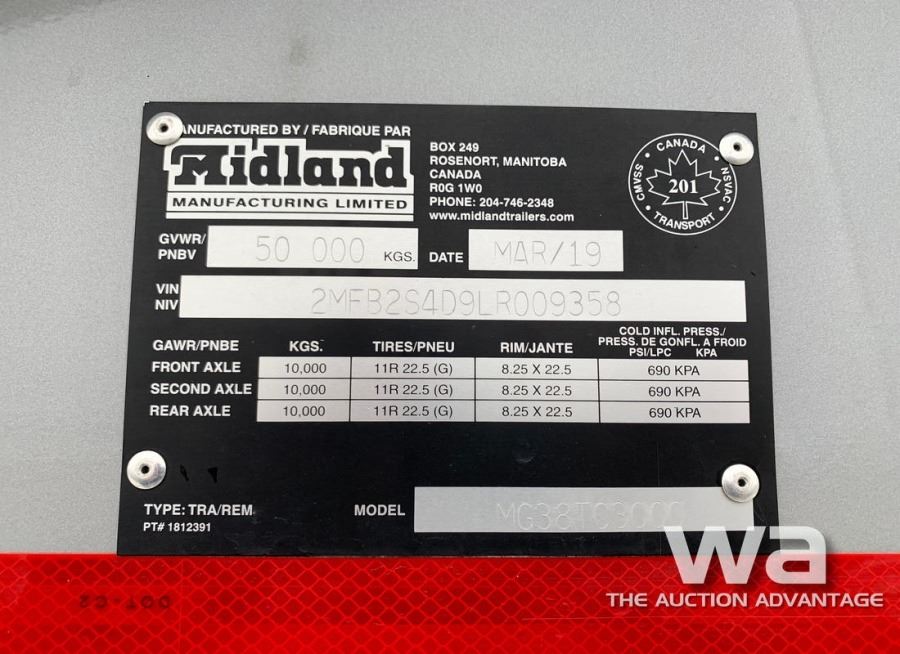 MANUFACTURED BY / FABRIQUE PAR
Midland
MANUFACTURING LIMITED
BOX 249
ROSENORT, MANITOBA
CANADA
R0G 1W0
PHONE: 204-746-2348
www.midlandtrailers.com
CANADA
CMVSS
201
NSVAC
TRANSPORT
GVWR/ PNBV 50 000 KGS. DATE MAR/19
VIN NIV 2MFB2S4D9LR009358
COLD INFL. PRESS./
PRESS. DE GONFL. A FROID
GAWR/PNBE KGS. TIRES/PNEU RIM/JANTE PSI/LPC KPA
FRONT AXLE 10,000 11R 22.5 (G) 8.25 X 22.5 690 KPA
SECOND AXLE 10,000 11R 22.5 (G) 8.25 X 22.5 690 KPA
REAR AXLE 10,000 11R 22.5 (G) 8.25 X 22.5 690 KPA
TYPE: TRA/REM MODEL
PT# 1812391
DOT-C2
wa
THE AUCTION ADVANTAGE